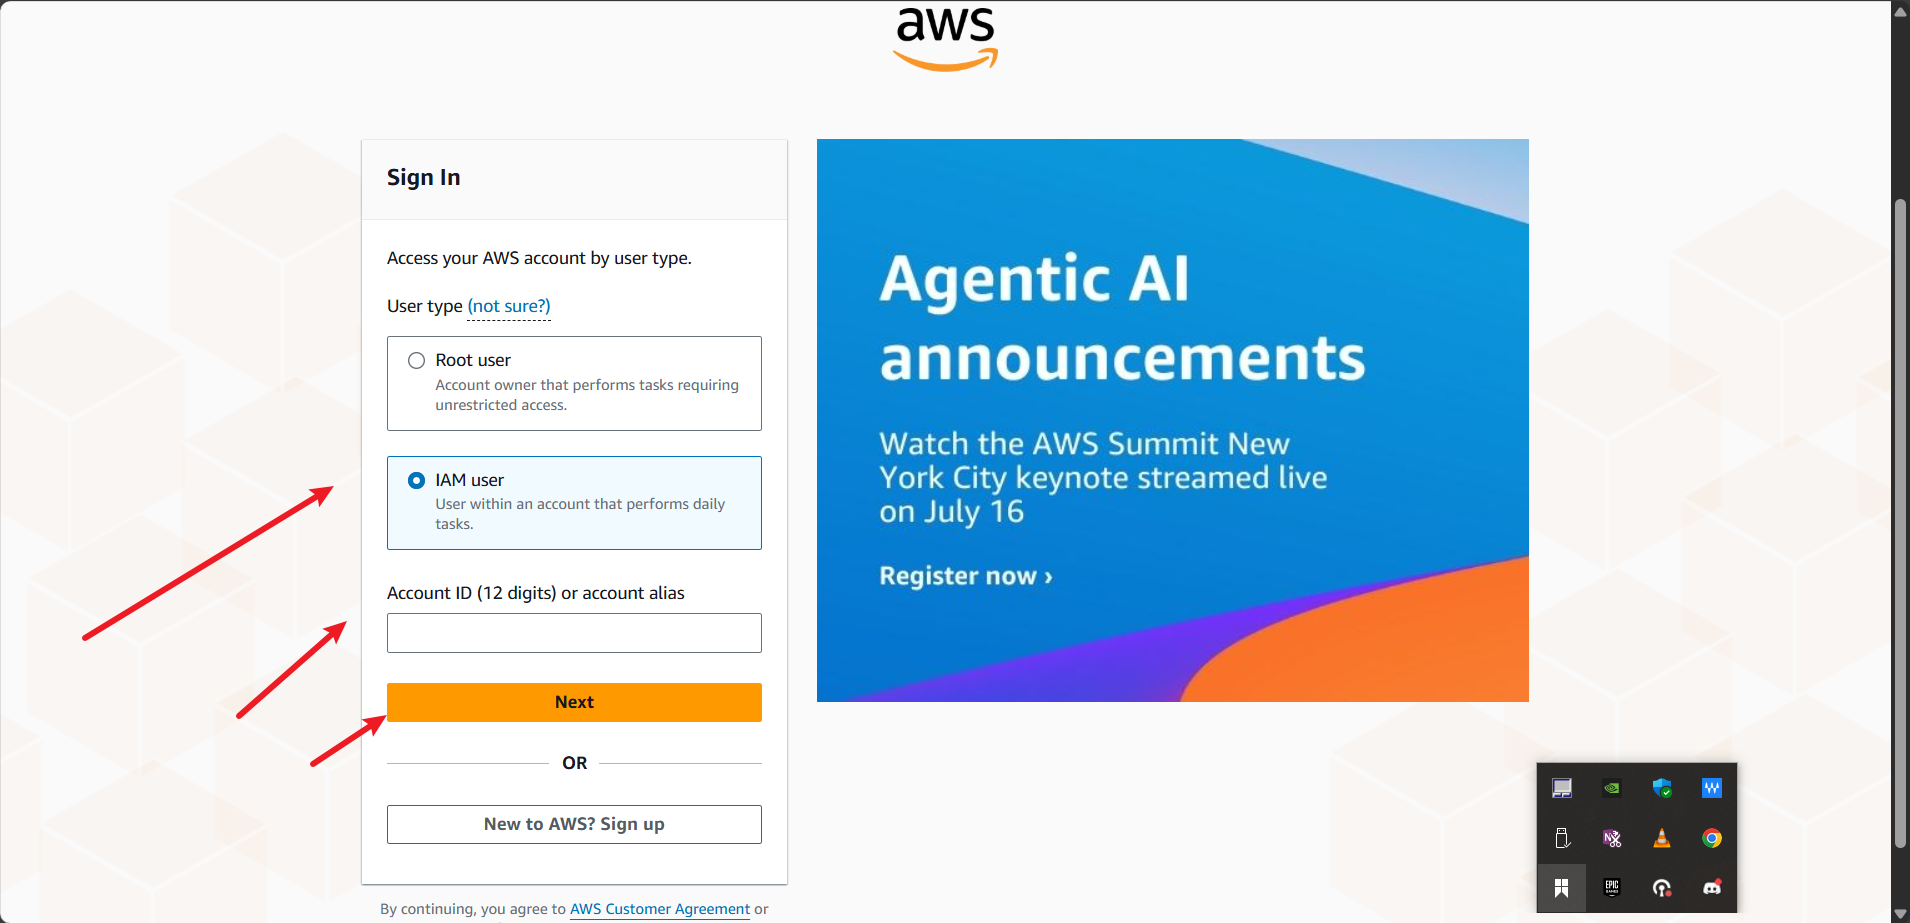 aws
Sign In
Access your AWS account by user type.
User type (not sure?)
Root user
Account owner that performs tasks requiring
unrestricted access.
IAM user
User within an account that performs daily
tasks.
Account ID (12 digits) or account alias
Next
OR
New to AWS? Sign up
By continuing, you agree to AWS Customer Agreement or
Agentic AI
announcements
Watch the AWS Summit New
York City keynote streamed live
on July 16
Register now ›
N
W
EPIC
GAMES